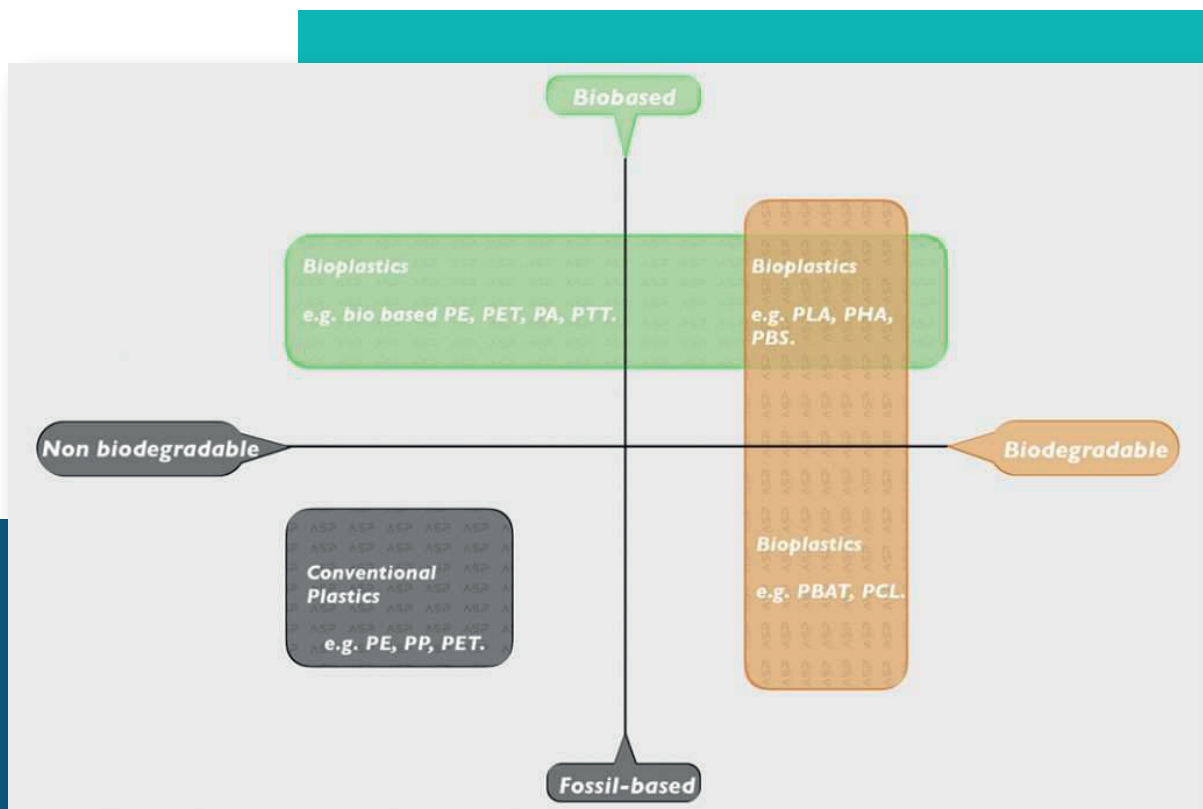 Biobased
Bioplastics
e.g. bio based PE, PET, PA, PTT.
Bioplastics
e.g. PLA, PHA,
PBS.
Non biodegradable
Biodegradable
Conventional
Plastics
e.g. PE, PP, PET.
Bioplastics
e.g. PBAT, PCL.
Fossil-based